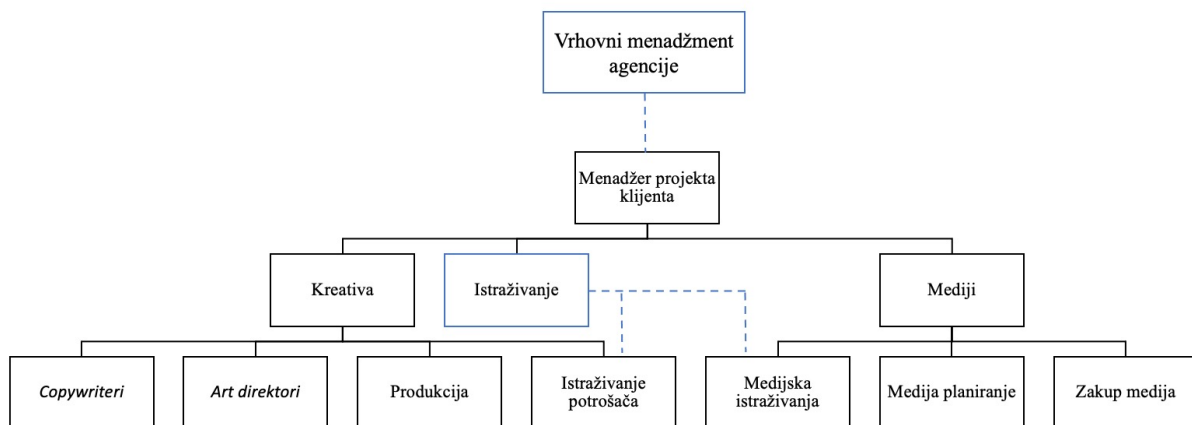 Vrhovni menadžment
agencije
Menadžer projekta
klijenta
Kreativa
Istraživanje
Mediji
Copywriteri
Art direktori
Produkcija
Istraživanje
potrošača
Medijska
istraživanja
Medija planiranje
Zakup medija